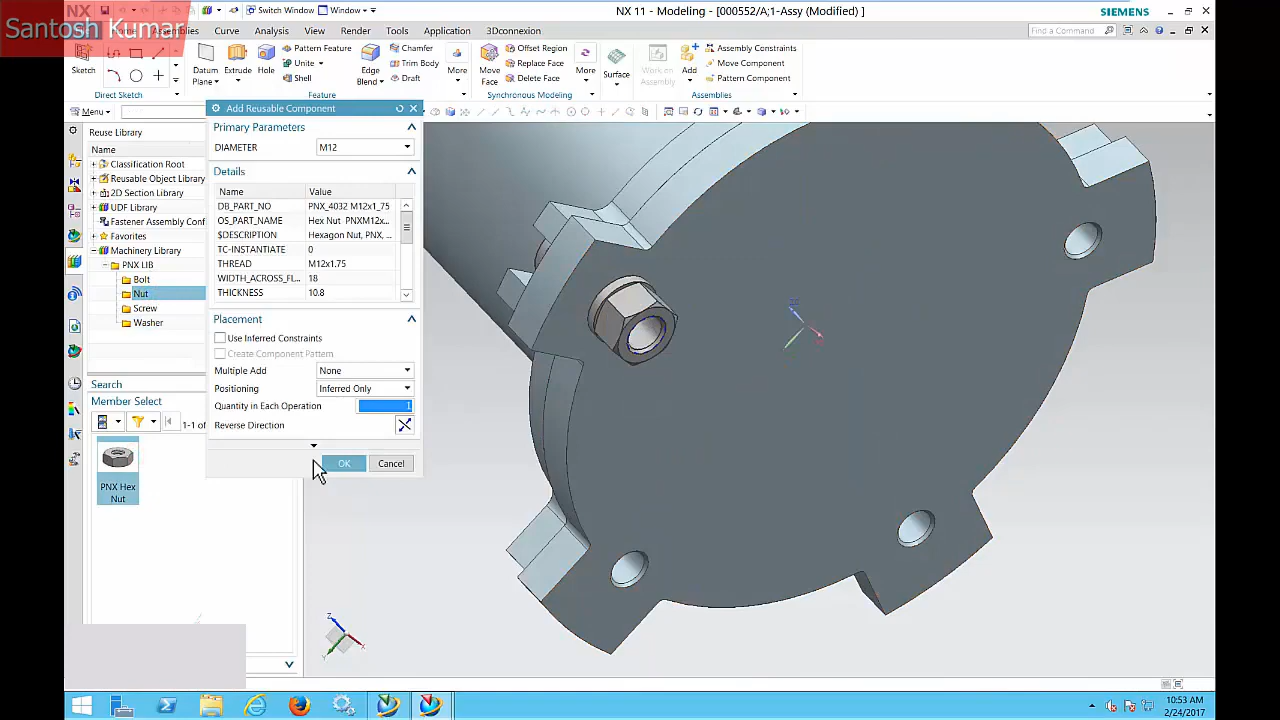 NX
Switch Window
Window
NX 11 - Modeling - [000552/A;1-Assy (Modified) ]
SIEMENS
Santosh Kumar
Assemblies
Curve
Analysis
View
Render
Tools
Application
3Dconnexion
Find a Command
Sketch
Direct Sketch
Datum Plane
Extrude
Hole
Pattern Feature
Unite
Shell
Feature
Edge Blend
Chamfer
Trim Body
Draft
More
Move Face
Offset Region
Replace Face
Delete Face
Synchronous Modeling
More
Surface
Work on Assembly
Add
Assembly Constraints
Move Component
Pattern Component
Assemblies
Menu
Reuse Library
Name
Classification Root
Reusable Object Library
2D Section Library
UDF Library
Fastener Assembly Conf
Favorites
Machinery Library
PNX LIB
Bolt
Nut
Screw
Washer
Search
Member Select
1-1
PNX Hex
Nut
Add Reusable Component
Primary Parameters
DIAMETER
M12
Details
Name Value
DB_PART_NO PNX_4032 M12x1_75
OS_PART_NAME Hex Nut PNXM12x...
$DESCRIPTION Hexagon Nut, PNX, ...
TC-INSTANTIATE 0
THREAD M12x1.75
WIDTH_ACROSS_FL... 18
THICKNESS 10.8
Placement
Use Inferred Constraints
Create Component Pattern
Multiple Add None
Positioning Inferred Only
Quantity in Each Operation 1
Reverse Direction
OK Cancel
10:53 AM
2/24/2017